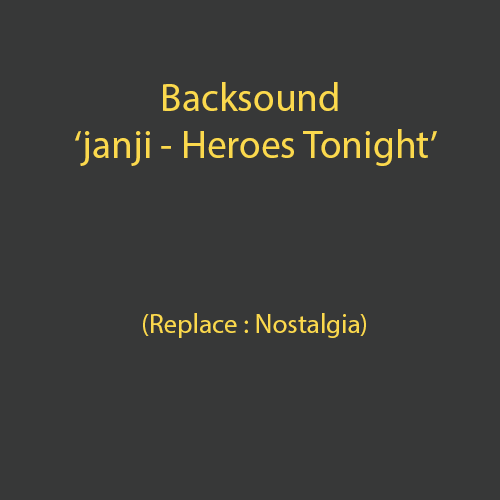 Backsound
‘janji - Heroes Tonight’
(Replace : Nostalgia)